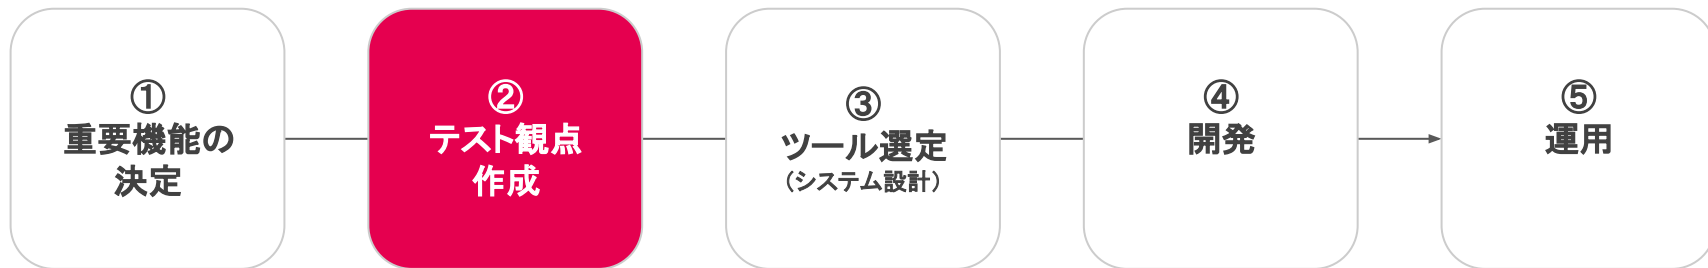 ①
重要機能の
決定
②
テスト観点
作成
③
ツール選定
（システム設計）
④
開発
⑤
運用